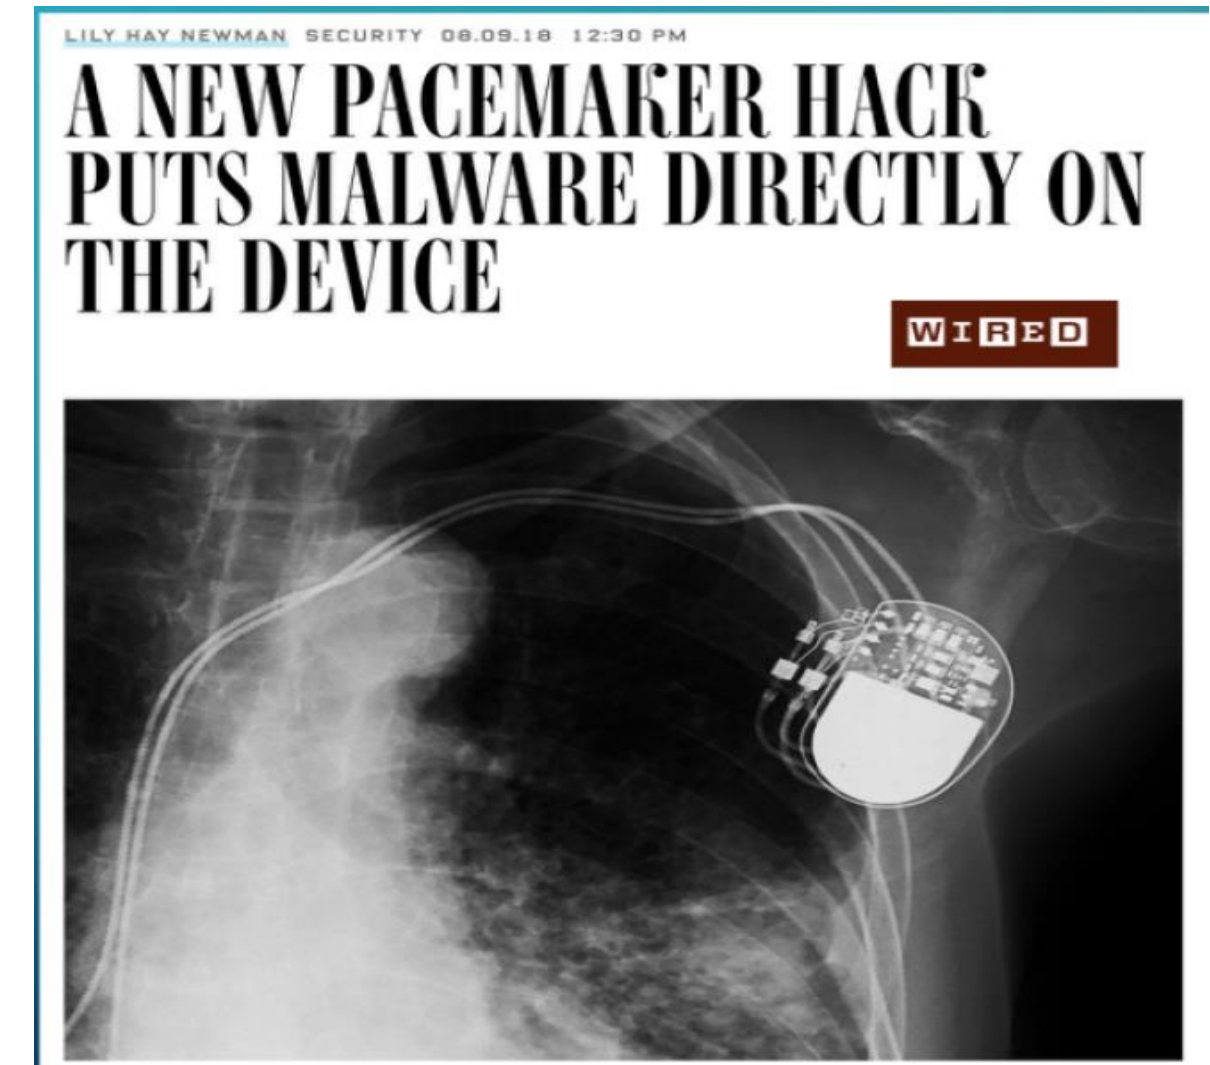 LILY HAY NEWMAN SECURITY 08.09.18 12:30 PM
A NEW PACEMAKER HACK
PUTS MALWARE DIRECTLY ON
THE DEVICE
WIRED